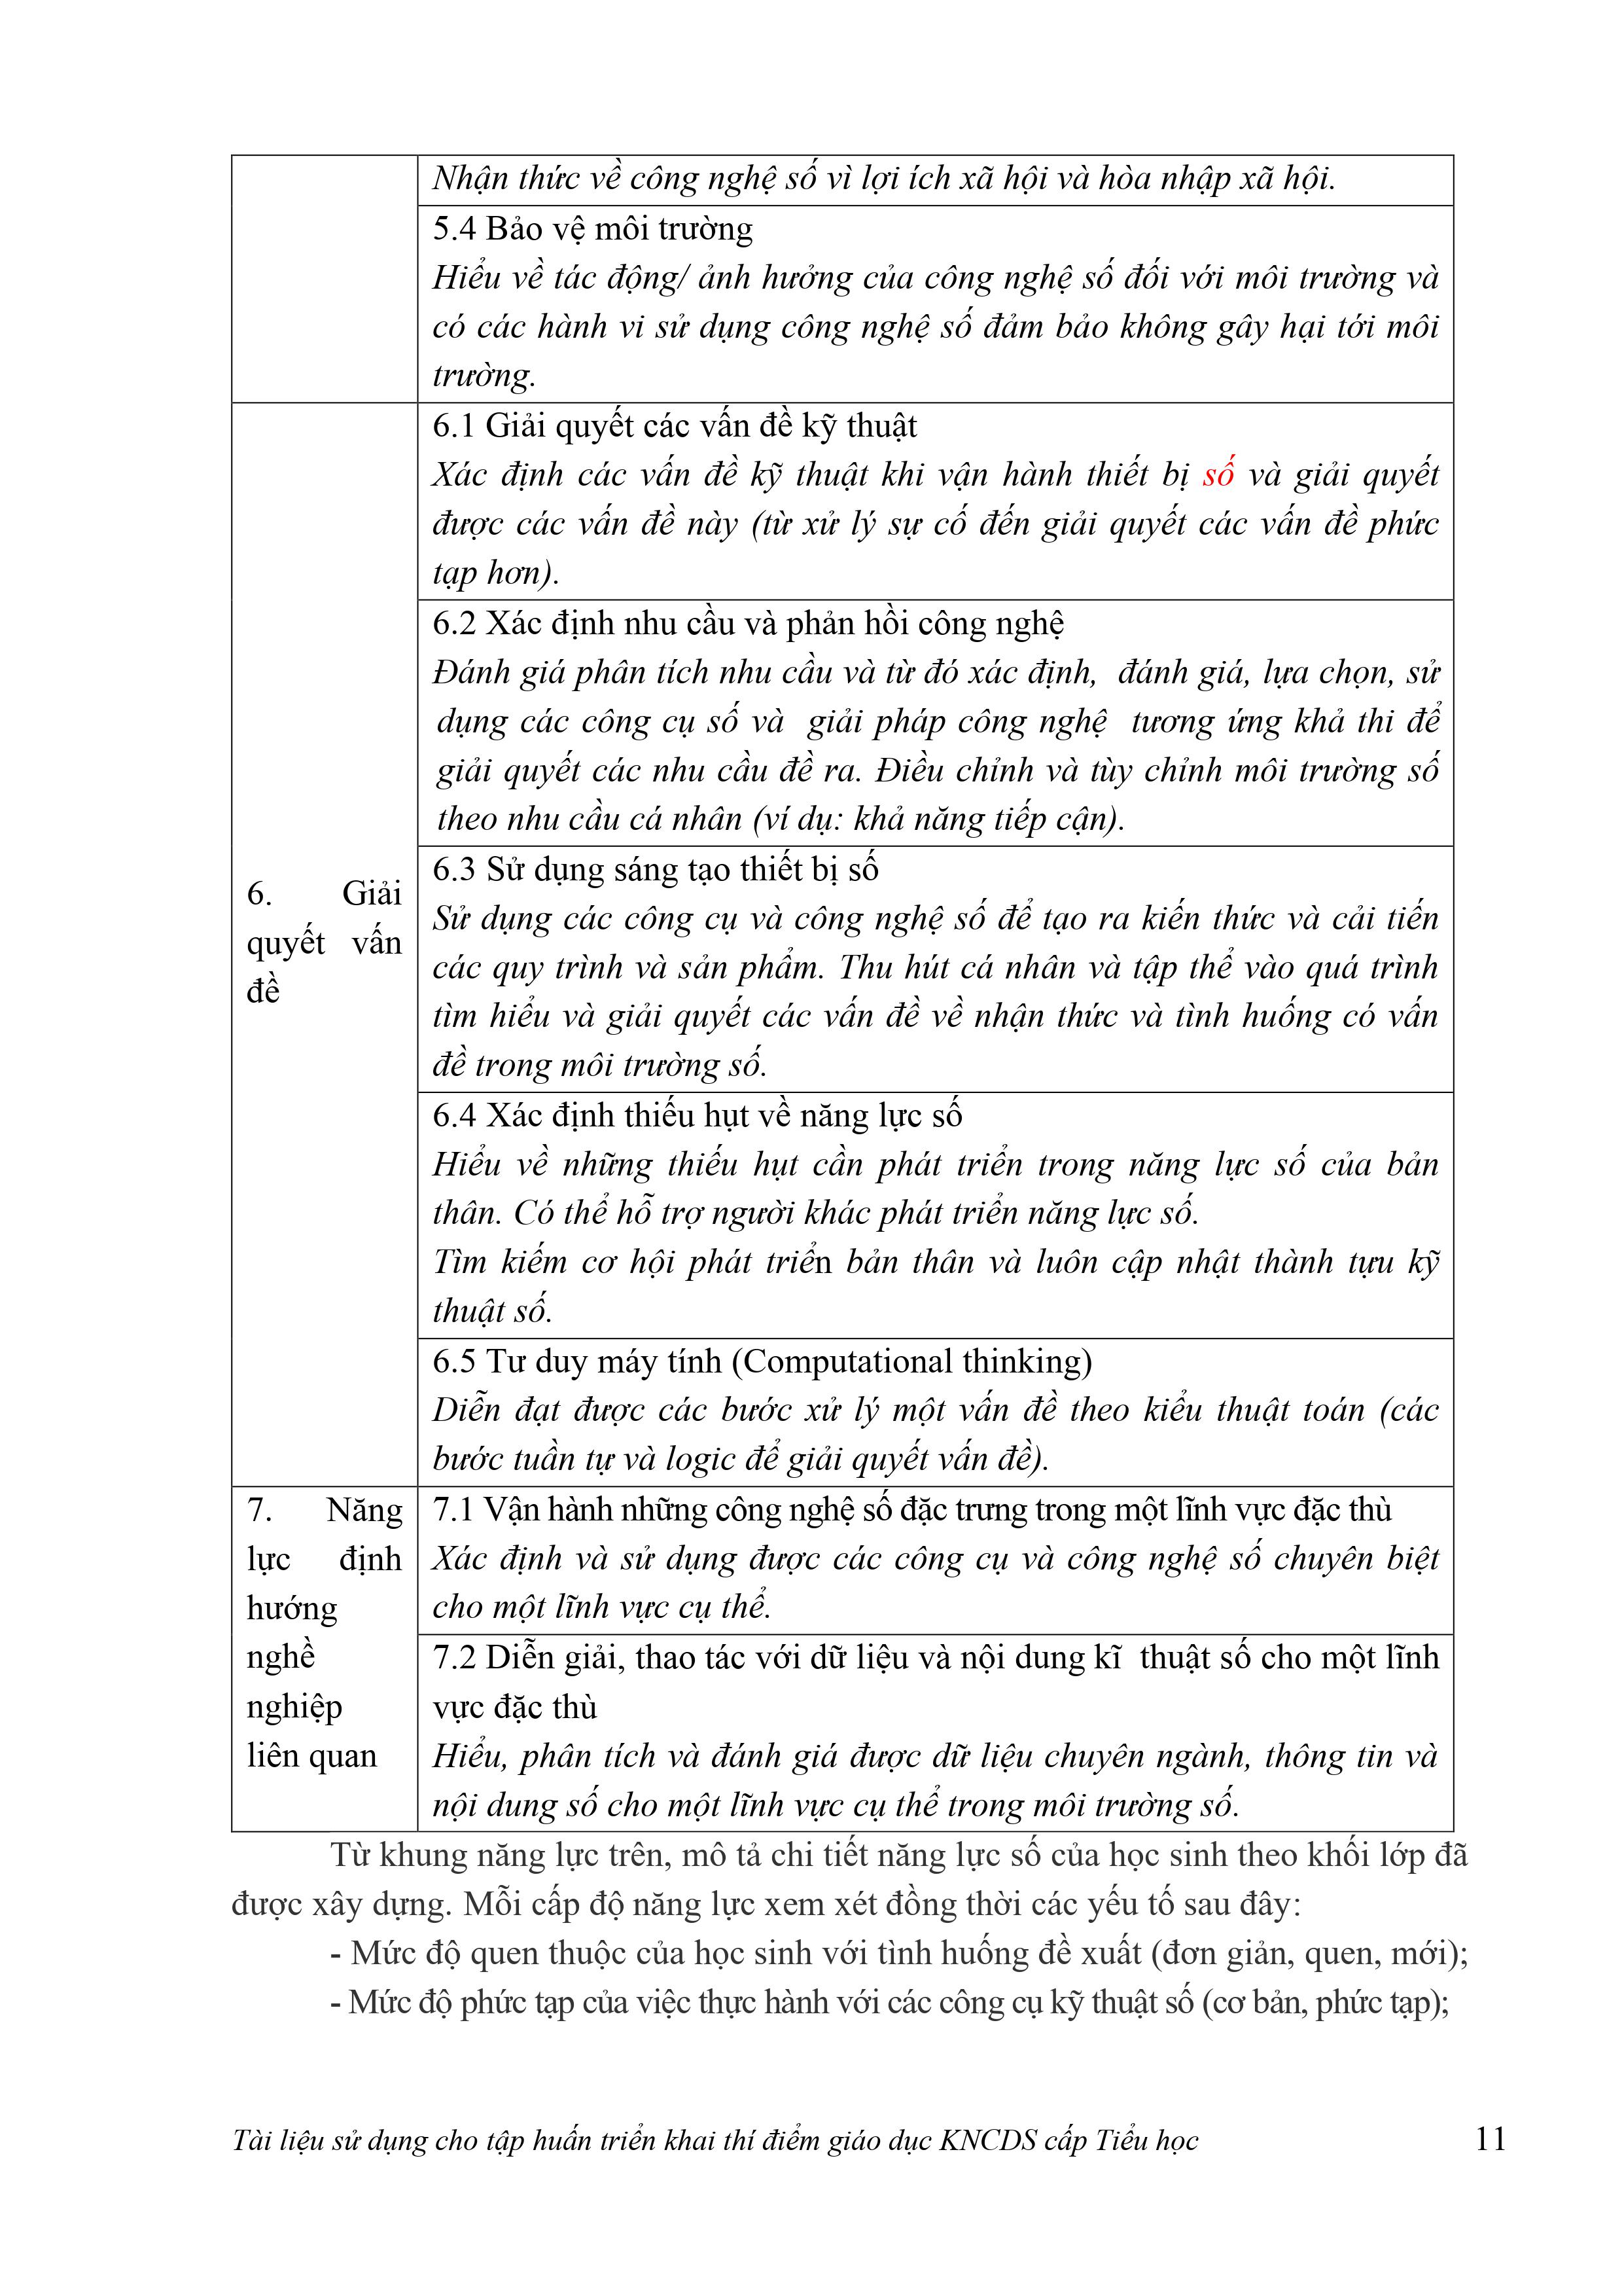 Nhận thức về công nghệ số vì lợi ích xã hội và hòa nhập xã hội.
5.4 Bảo vệ môi trường
Hiểu về tác động/ ảnh hưởng của công nghệ số đối với môi trường và
có các hành vi sử dụng công nghệ số đảm bảo không gây hại tới môi
trường.
6. Giải
quyết vấn
đề
6.1 Giải quyết các vấn đề kỹ thuật
Xác định các vấn đề kỹ thuật khi vận hành thiết bị số và giải quyết
được các vấn đề này (từ xử lý sự cố đến giải quyết các vấn đề phức
tạp hơn).
6.2 Xác định nhu cầu và phản hồi công nghệ
Đánh giá phân tích nhu cầu và từ đó xác định,  đánh giá, lựa chọn, sử
dụng các công cụ số và  giải pháp công nghệ  tương ứng khả thi để
giải quyết các nhu cầu đề ra. Điều chỉnh và tùy chỉnh môi trường số
theo nhu cầu cá nhân (ví dụ: khả năng tiếp cận).
6.3 Sử dụng sáng tạo thiết bị số
Sử dụng các công cụ và công nghệ số để tạo ra kiến thức và cải tiến
các quy trình và sản phẩm. Thu hút cá nhân và tập thể vào quá trình
tìm hiểu và giải quyết các vấn đề về nhận thức và tình huống có vấn
đề trong môi trường số.
6.4 Xác định thiếu hụt về năng lực số
Hiểu về những thiếu hụt cần phát triển trong năng lực số của bản
thân. Có thể hỗ trợ người khác phát triển năng lực số.
Tìm kiếm cơ hội phát triển bản thân và luôn cập nhật thành tựu kỹ
thuật số.
6.5 Tư duy máy tính (Computational thinking)
Diễn đạt được các bước xử lý một vấn đề theo kiểu thuật toán (các
bước tuần tự và logic để giải quyết vấn đề).
7. Năng
lực định
hướng
nghề
nghiệp
liên quan
7.1 Vận hành những công nghệ số đặc trưng trong một lĩnh vực đặc thù
Xác định và sử dụng được các công cụ và công nghệ số chuyên biệt
cho một lĩnh vực cụ thể.
7.2 Diễn giải, thao tác với dữ liệu và nội dung kĩ  thuật số cho một lĩnh
vực đặc thù
Hiểu, phân tích và đánh giá được dữ liệu chuyên ngành, thông tin và
nội dung số cho một lĩnh vực cụ thể trong môi trường số.
Từ khung năng lực trên, mô tả chi tiết năng lực số của học sinh theo khối lớp đã
được xây dựng. Mỗi cấp độ năng lực xem xét đồng thời các yếu tố sau đây:
- Mức độ quen thuộc của học sinh với tình huống đề xuất (đơn giản, quen, mới);
- Mức độ phức tạp của việc thực hành với các công cụ kỹ thuật số (cơ bản, phức tạp);
Tài liệu sử dụng cho tập huấn triển khai thí điểm giáo dục KNCDS cấp Tiểu học 11